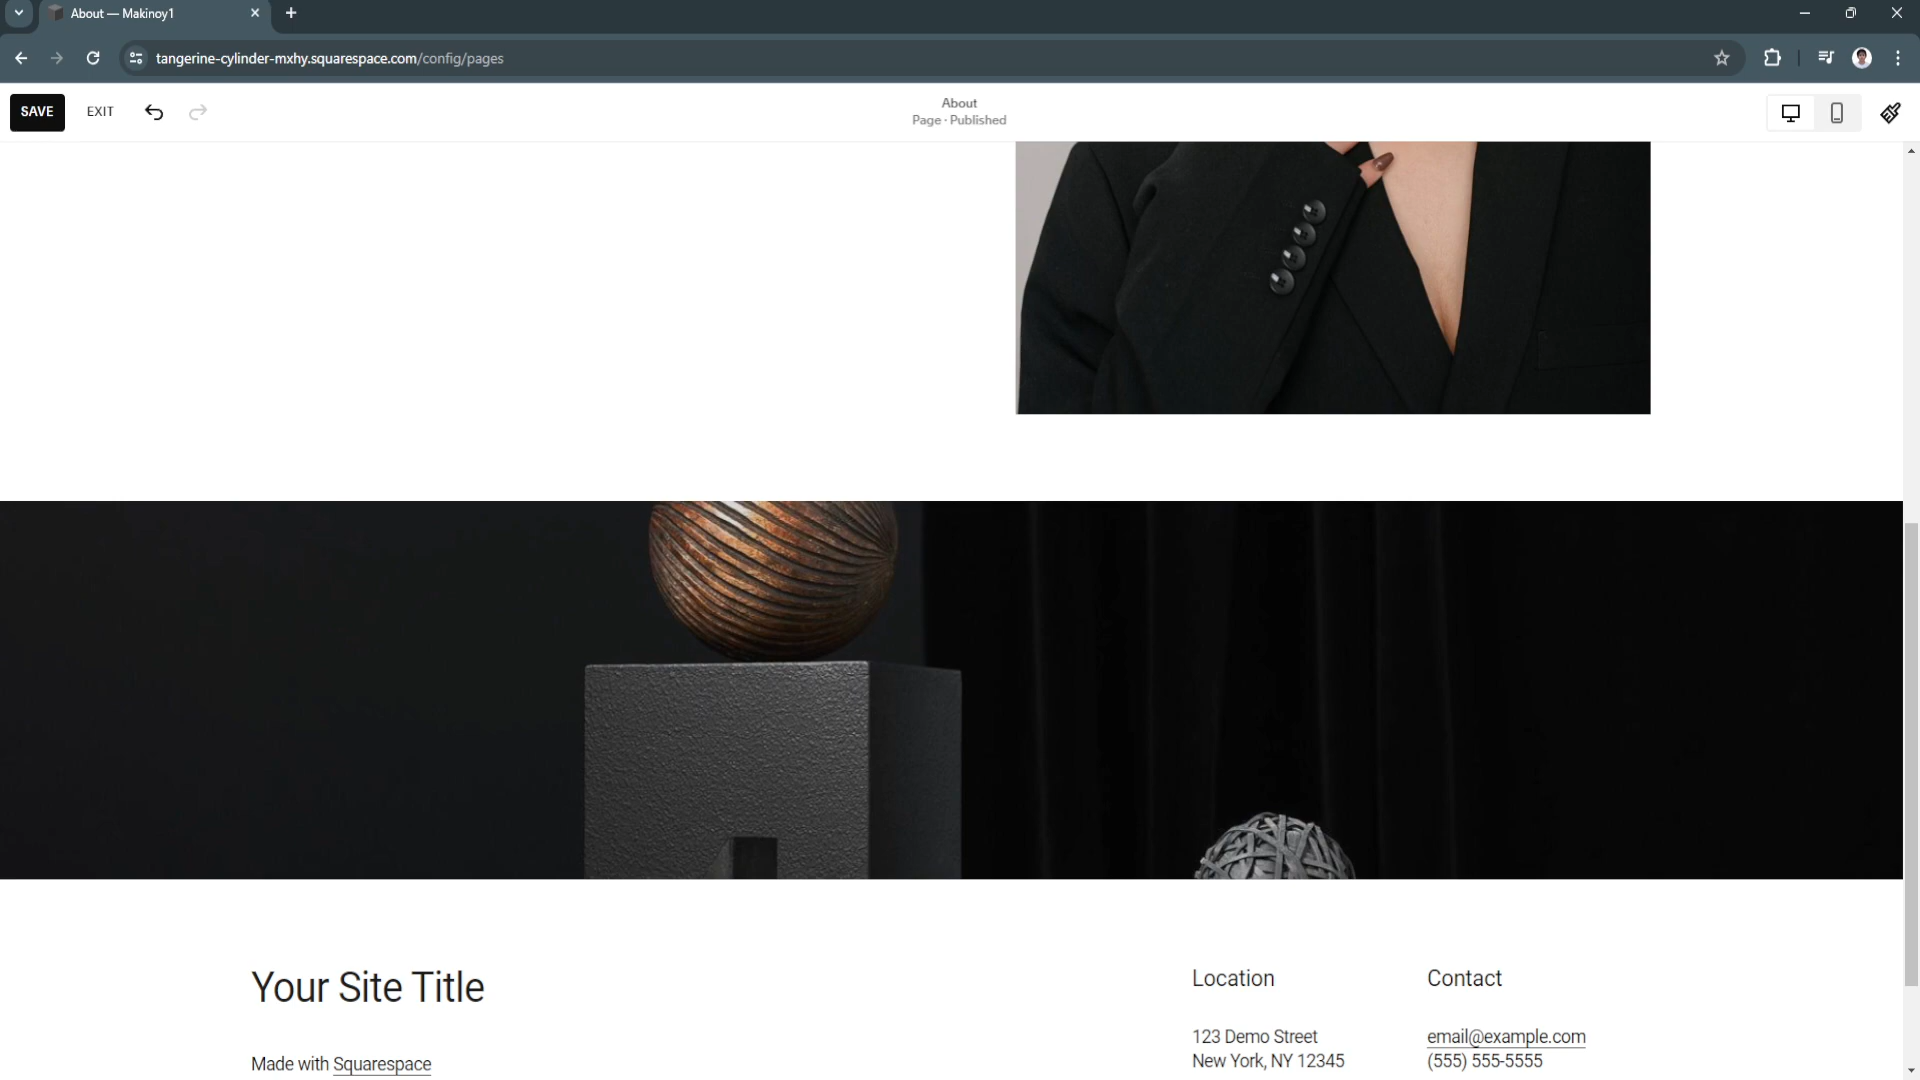 About — Makinoy1
tangerine-cylinder-mxhy.squarespace.com/config/pages
SAVE
EXIT
About
Page · Published
Your Site Title
Made with Squarespace
Location
123 Demo Street
New York, NY 12345
Contact
email@example.com
(555) 555-5555